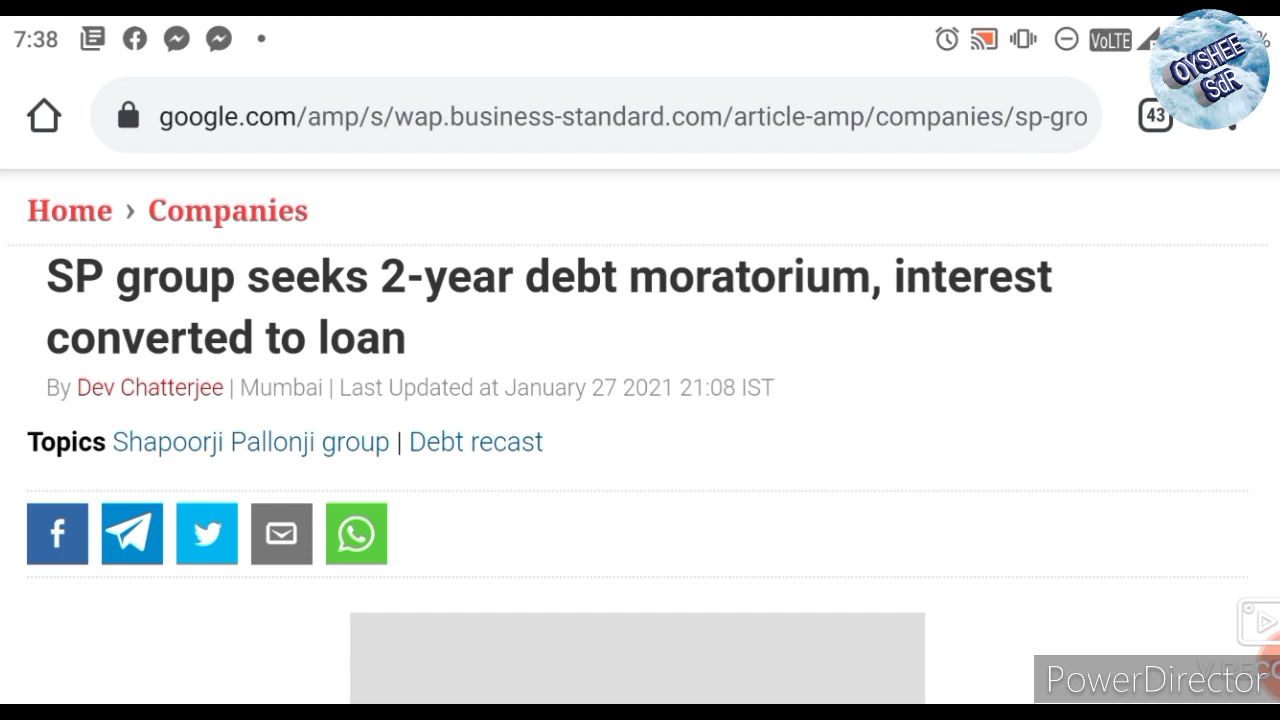 7:38
VoLTE
%
OYSHEE
SdR
google.com/amp/s/wap.business-standard.com/article-amp/companies/sp-gro
43
Home › Companies
SP group seeks 2-year debt moratorium, interest
converted to loan
By Dev Chatterjee | Mumbai | Last Updated at January 27 2021 21:08 IST
Topics Shapoorji Pallonji group | Debt recast
PowerDirector